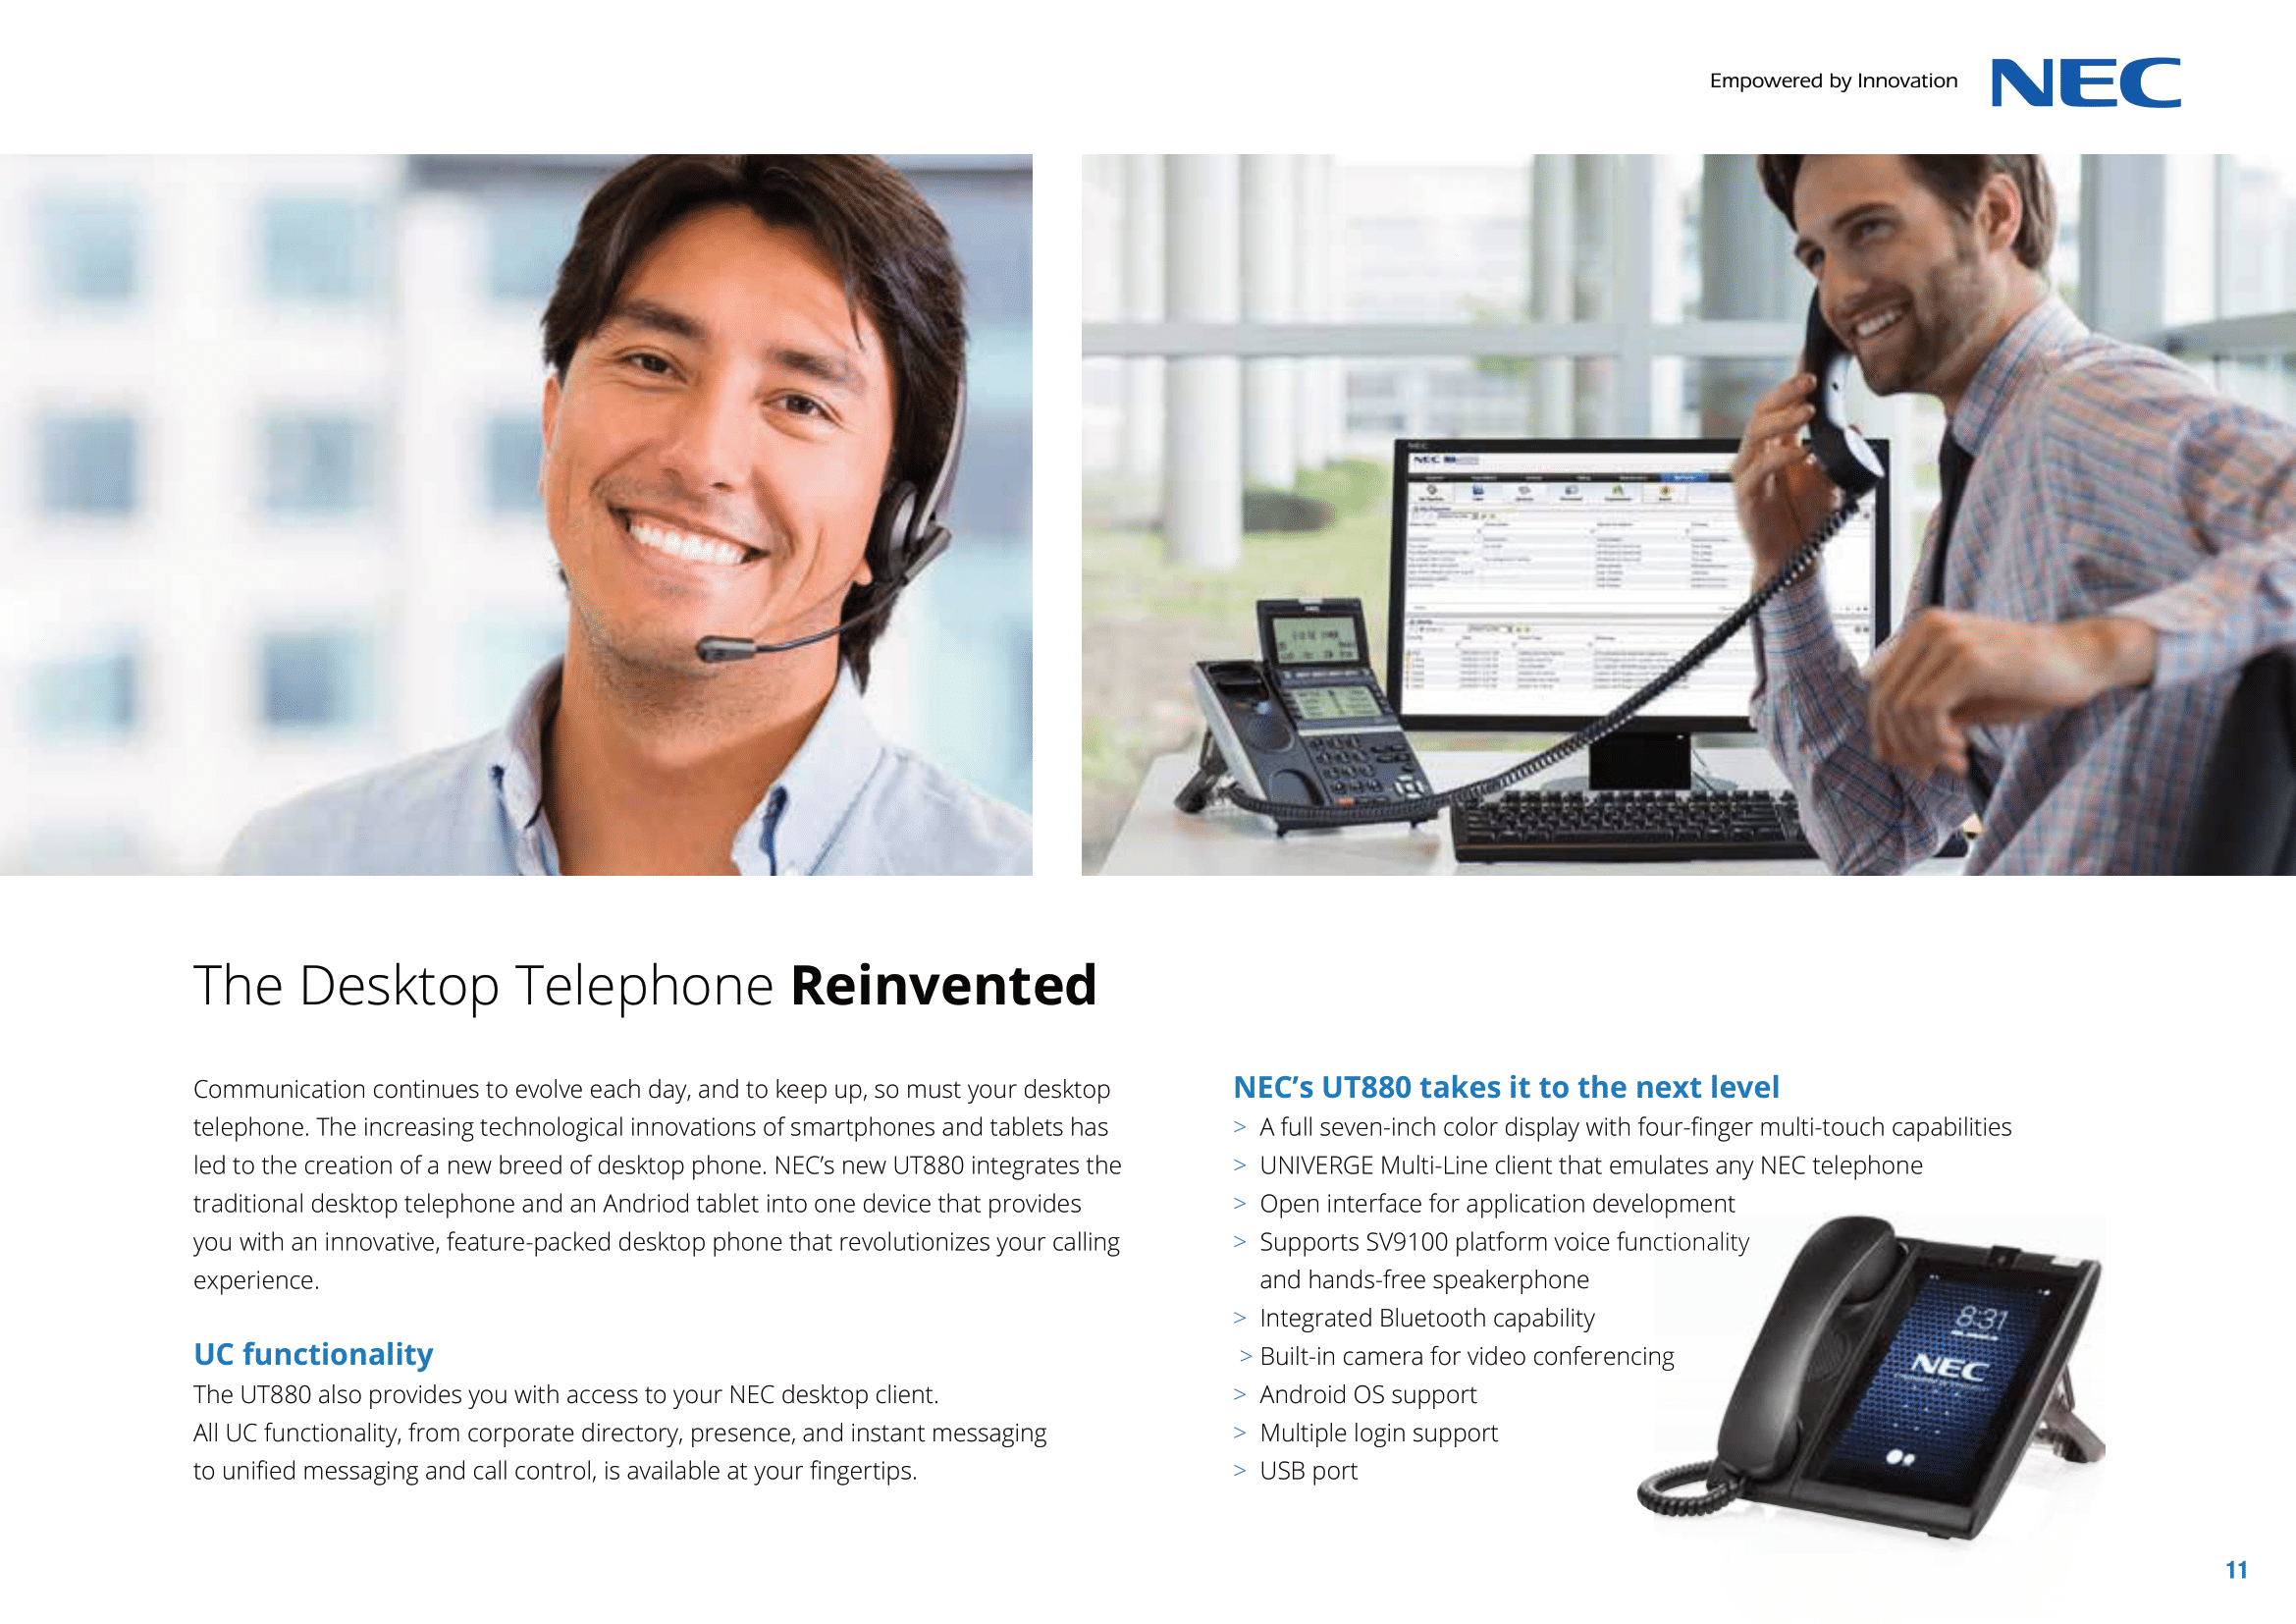 Empowered by Innovation NEC
NEC
NEC
NEC
The Desktop Telephone Reinvented
Communication continues to evolve each day, and to keep up, so must your desktop
telephone. The increasing technological innovations of smartphones and tablets has
led to the creation of a new breed of desktop phone. NEC’s new UT880 integrates the
traditional desktop telephone and an Andriod tablet into one device that provides
you with an innovative, feature-packed desktop phone that revolutionizes your calling
experience.
UC functionality
The UT880 also provides you with access to your NEC desktop client.
All UC functionality, from corporate directory, presence, and instant messaging
to unified messaging and call control, is available at your fingertips.
NEC’s UT880 takes it to the next level
> A full seven-inch color display with four-finger multi-touch capabilities
> UNIVERGE Multi-Line client that emulates any NEC telephone
> Open interface for application development
> Supports SV9100 platform voice functionality
and hands-free speakerphone
> Integrated Bluetooth capability
> Built-in camera for video conferencing
> Android OS support
> Multiple login support
> USB port
8:31
NEC
11